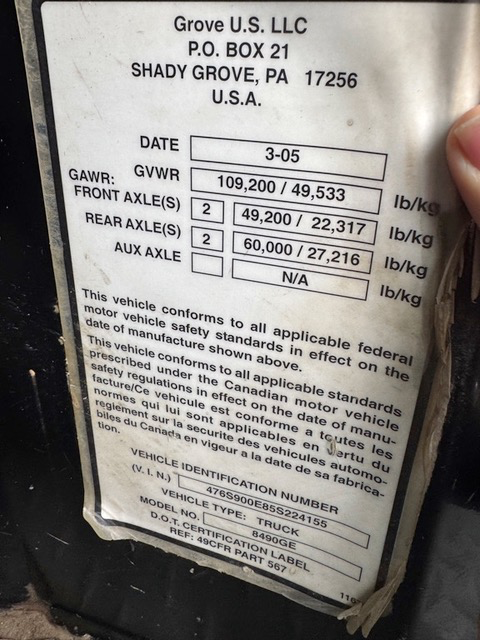 Grove U.S. LLC
P.O. BOX 21
SHADY GROVE, PA 17256
U.S.A.
DATE 3-05
GVWR 109,200 / 49,533 lb/kg
GAWR:
FRONT AXLE(S) 2 49,200 / 22,317 lb/kg
REAR AXLE(S) 2 60,000 / 27,216 lb/kg
AUX AXLE N/A lb/kg
This vehicle conforms to all applicable federal
motor vehicle safety standards in effect on the
date of manufacture shown above.
This vehicle conforms to all applicable standards
prescribed under the Canadian motor vehicle
safety regulations in effect on the date of manu-
facture/Ce vehicule est conforme a toutes les
normes qui lui sont applicables en vertu du
reglement sur la securite des vehicules automo-
biles du Canada en vigeur a la date de sa fabrica-
tion.
VEHICLE IDENTIFICATION NUMBER
(V. I. N.) 476S900E85S224155
VEHICLE TYPE: TRUCK
MODEL NO. 8490GE
D.O.T. CERTIFICATION LABEL
REF: 49CFR PART 567